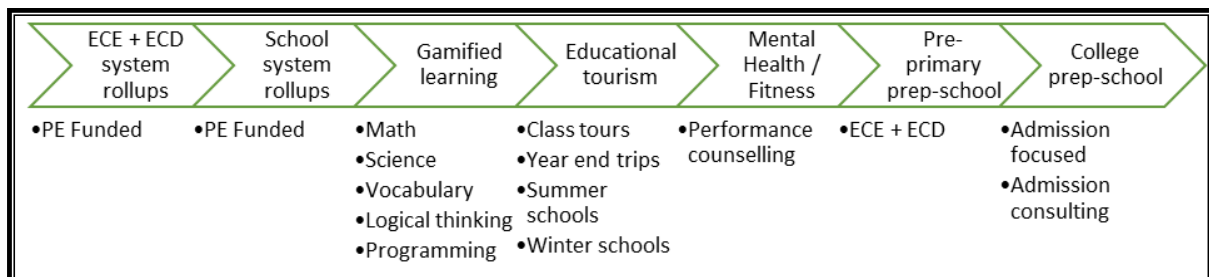 ECE + ECD
system
rollups
School
system
rollups
Gamified
learning
Educational
tourism
Mental
Health /
Fitness
Pre-
primary
prep-school
College
prep-school
•PE Funded
•PE Funded
•Math
•Science
•Vocabulary
•Logical thinking
•Programming
•Class tours
•Year end trips
•Summer
schools
•Winter schools
•Performance
counselling
•ECE + ECD
•Admission
focused
•Admission
consulting